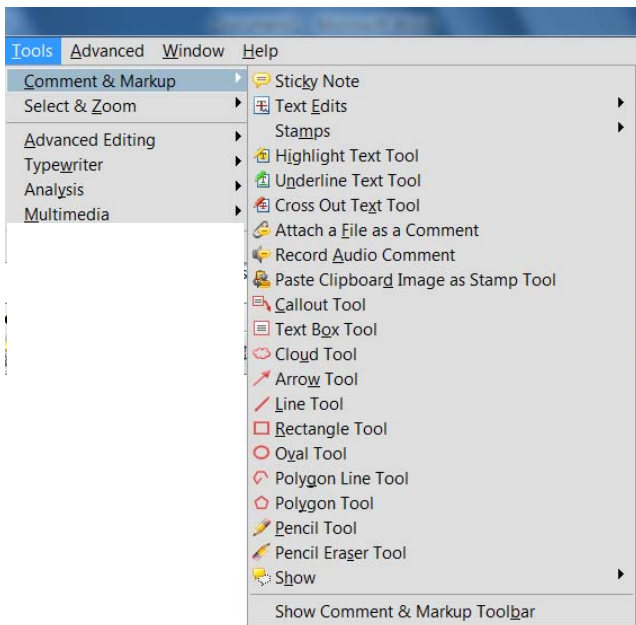 Tools Advanced Window Help
Comment & Markup
Select & Zoom
Advanced Editing
Typewriter
Analysis
Multimedia
Sticky Note
Text Edits
Stamps
Highlight Text Tool
Underline Text Tool
Cross Out Text Tool
Attach a File as a Comment
Record Audio Comment
Paste Clipboard Image as Stamp Tool
Callout Tool
Text Box Tool
Cloud Tool
Arrow Tool
Line Tool
Rectangle Tool
Oval Tool
Polygon Line Tool
Polygon Tool
Pencil Tool
Pencil Eraser Tool
Show
Show Comment & Markup Toolbar